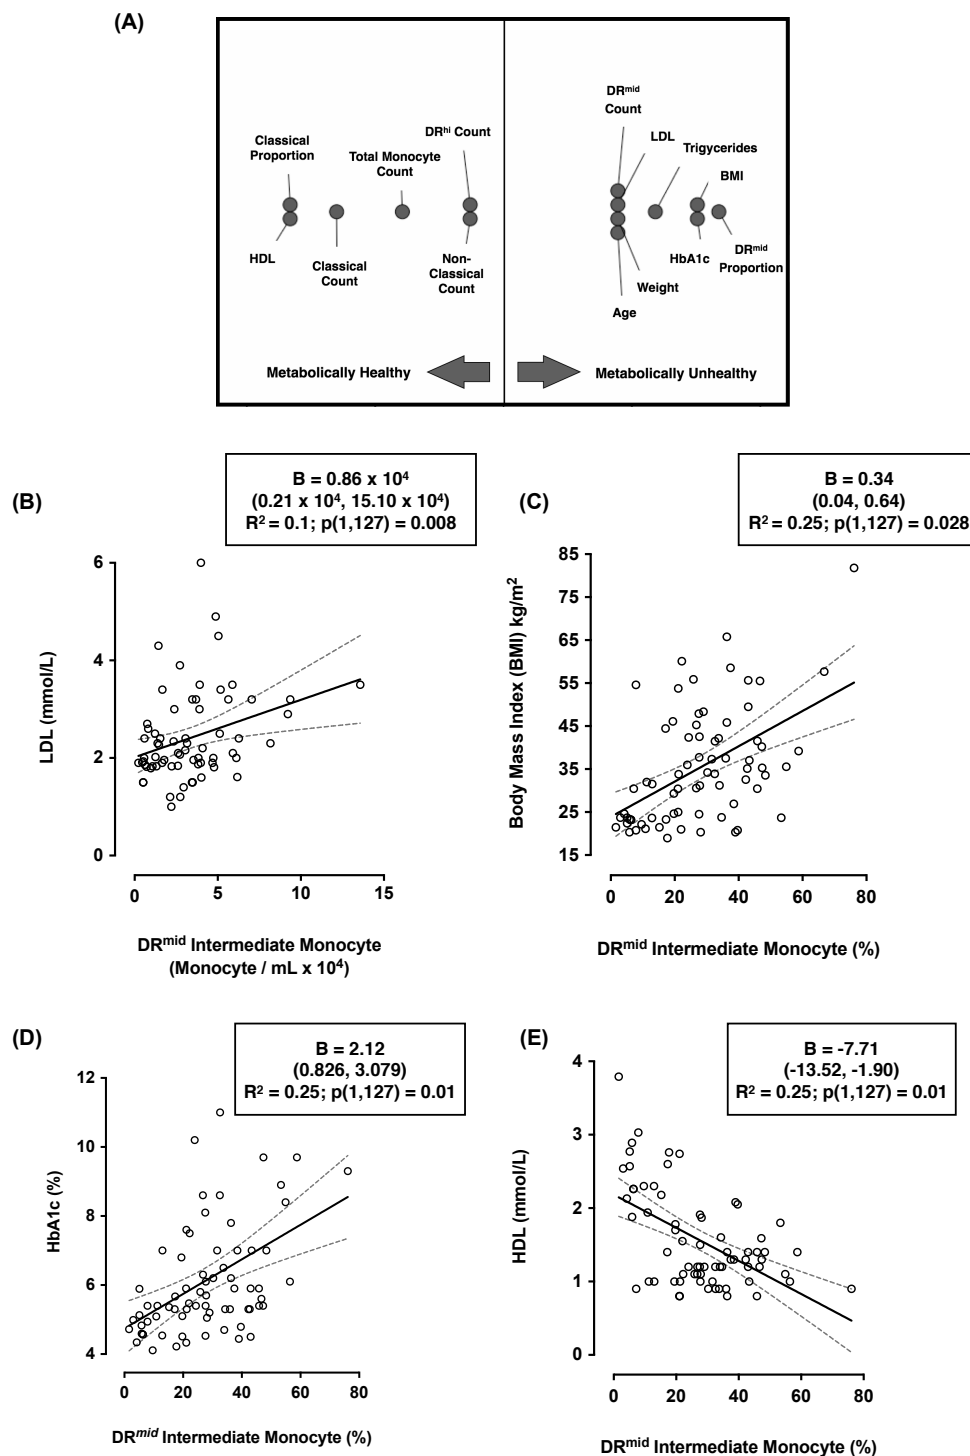 (A)
DRmid
Count
LDL
Trigycerides
BMI
DRhi Count
Classical
Proportion
Total Monocyte
Count
HDL
Classical
Count
Non-
Classical
Count
HbA1c
DRmid
Proportion
Weight
Age
Metabolically Healthy
Metabolically Unhealthy
(B)
B = 0.86 x 10⁴
(0.21 x 10⁴, 15.10 x 10⁴)
R² = 0.1; p(1,127) = 0.008
LDL (mmol/L)
6
4
2
0
0 5 10 15
DRmid Intermediate Monocyte
(Monocyte / mL x 10⁴)
(C)
B = 0.34
(0.04, 0.64)
R² = 0.25; p(1,127) = 0.028
Body Mass Index (BMI) kg/m²
85
75
65
55
45
35
25
15
0 20 40 60 80
DRmid Intermediate Monocyte (%)
(D)
B = 2.12
(0.826, 3.079)
R² = 0.25; p(1,127) = 0.01
HbA1c (%)
12
10
8
6
4
0 20 40 60 80
DRmid Intermediate Monocyte (%)
(E)
B = -7.71
(-13.52, -1.90)
R² = 0.25; p(1,127) = 0.01
HDL (mmol/L)
4
3
2
1
0
0 20 40 60 80
DRmid Intermediate Monocyte (%)